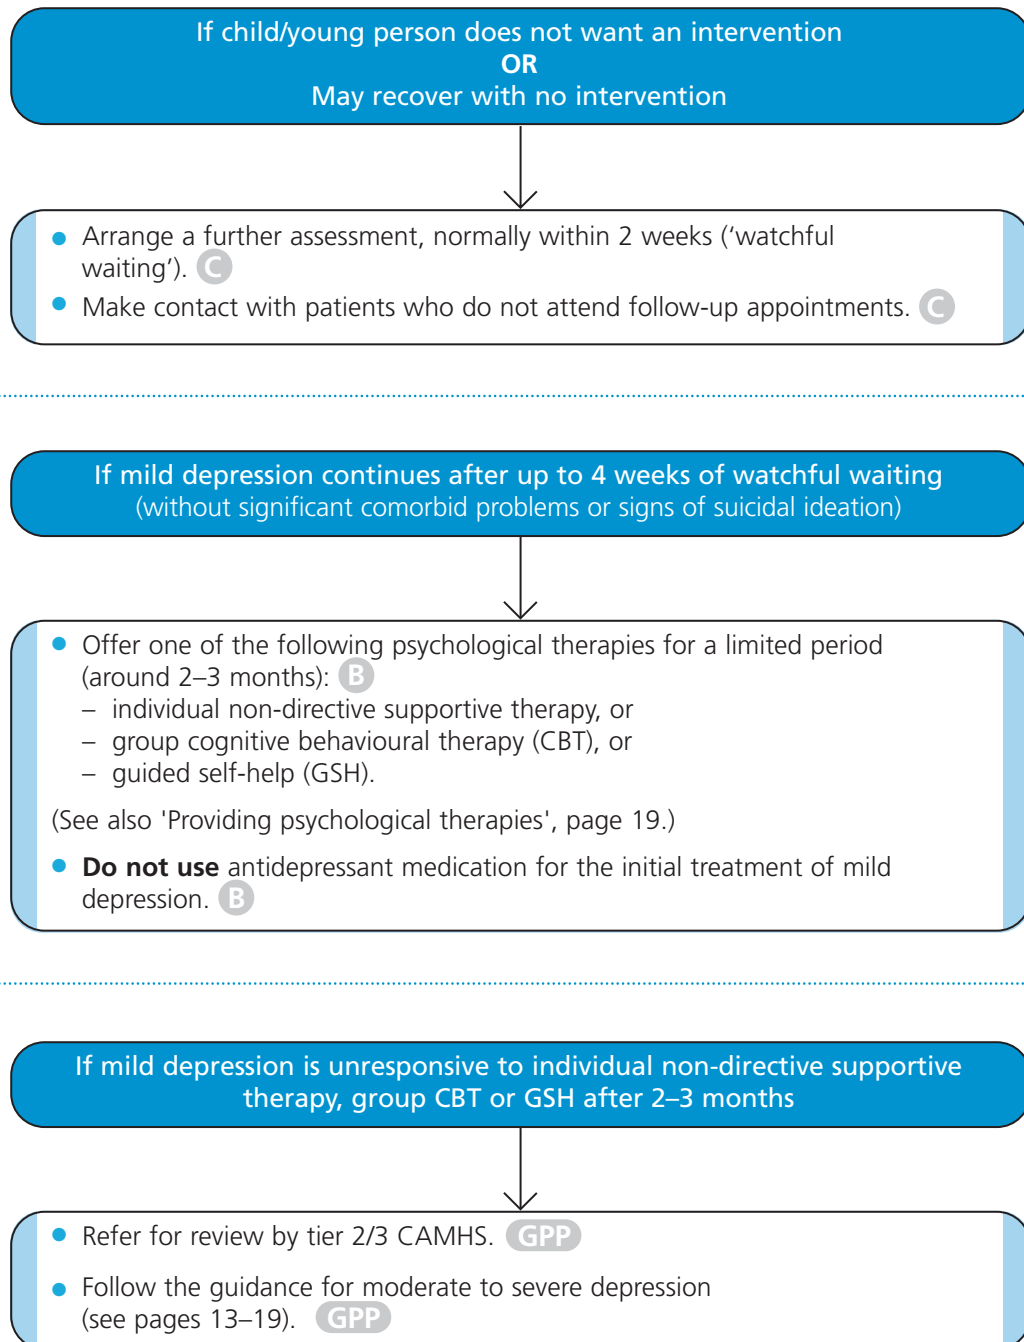 If child/young person does not want an intervention
OR
May recover with no intervention
• Arrange a further assessment, normally within 2 weeks (‘watchful
waiting’). C
• Make contact with patients who do not attend follow-up appointments. C
If mild depression continues after up to 4 weeks of watchful waiting
(without significant comorbid problems or signs of suicidal ideation)
• Offer one of the following psychological therapies for a limited period
(around 2–3 months): B
– individual non-directive supportive therapy, or
– group cognitive behavioural therapy (CBT), or
– guided self-help (GSH).
(See also 'Providing psychological therapies', page 19.)
• Do not use antidepressant medication for the initial treatment of mild
depression. B
If mild depression is unresponsive to individual non-directive supportive
therapy, group CBT or GSH after 2–3 months
• Refer for review by tier 2/3 CAMHS. GPP
• Follow the guidance for moderate to severe depression
(see pages 13–19). GPP